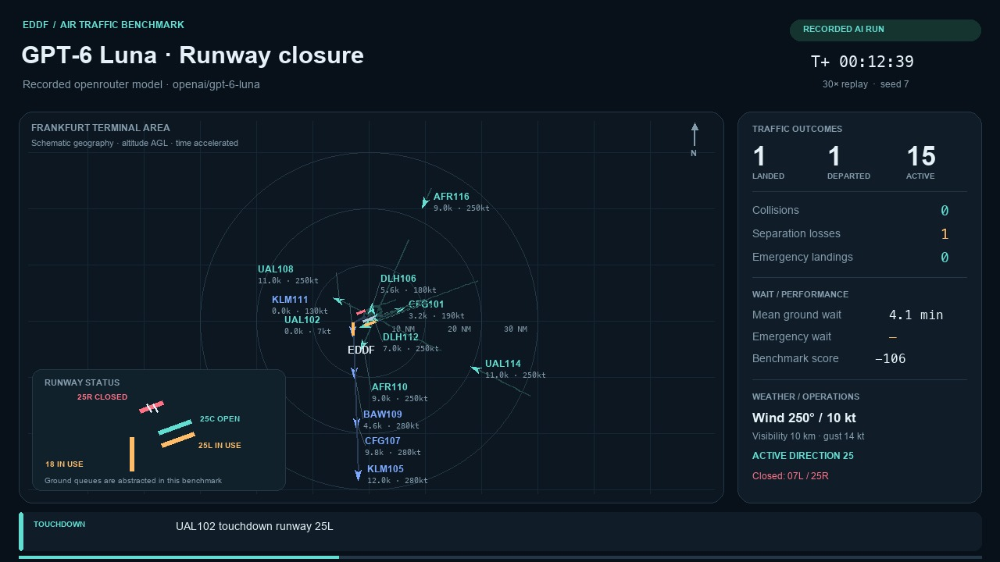 EDDF / AIR TRAFFIC BENCHMARK
GPT-6 Luna · Runway closure
Recorded openrouter model · openai/gpt-6-luna
RECORDED AI RUN
T+ 00:12:39
30× replay · seed 7
FRANKFURT TERMINAL AREA
Schematic geography · altitude AGL · time accelerated
N
AFR116
9.0k · 250kt
UAL108
11.0k · 250kt
DLH106
5.6k · 180kt
KLM111
0.0k · 130kt
CFG101
3.2k · 190kt
UAL102
0.0k · 7kt
10 NM
20 NM
30 NM
DLH112
7.0k · 250kt
EDDF
UAL114
11.0k · 250kt
AFR110
9.0k · 250kt
BAW109
4.6k · 280kt
CFG107
9.8k · 280kt
KLM105
12.0k · 280kt
RUNWAY STATUS
25R CLOSED
25C OPEN
25L IN USE
18 IN USE
Ground queues are abstracted in this benchmark
TRAFFIC OUTCOMES
1 1 15
LANDED DEPARTED ACTIVE
Collisions 0
Separation losses 1
Emergency landings 0
WAIT / PERFORMANCE
Mean ground wait 4.1 min
Emergency wait —
Benchmark score −106
WEATHER / OPERATIONS
Wind 250° / 10 kt
Visibility 10 km · gust 14 kt
ACTIVE DIRECTION 25
Closed: 07L / 25R
TOUCHDOWN UAL102 touchdown runway 25L